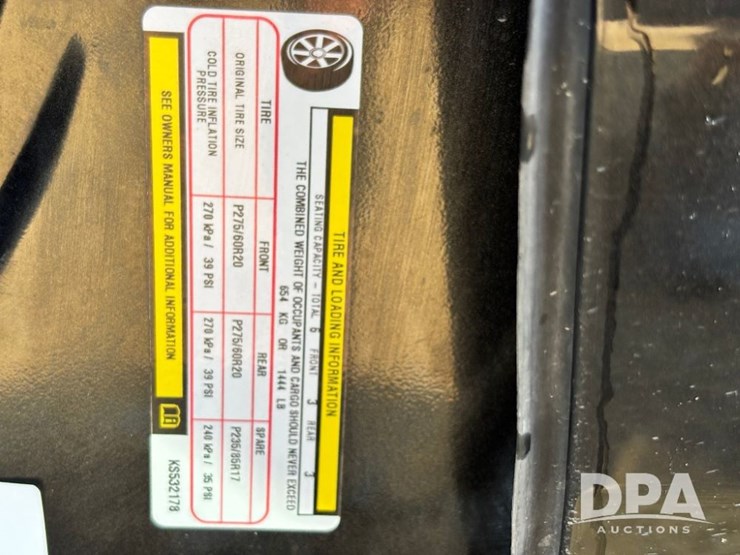 TIRE AND LOADING INFORMATION
SEATING CAPACITY - TOTAL 6 FRONT 3 REAR 3
THE COMBINED WEIGHT OF OCCUPANTS AND CARGO SHOULD NEVER EXCEED
654 KG OR 1444 LB
TIRE FRONT REAR SPARE
ORIGINAL TIRE SIZE P275/60R20 P275/60R20 P235/85R17
COLD TIRE INFLATION PRESSURE 270 kPa / 39 PSI 270 kPa / 39 PSI 240 kPa / 35 PSI
SEE OWNERS MANUAL FOR ADDITIONAL INFORMATION
KS532178
DPA
AUCTIONS